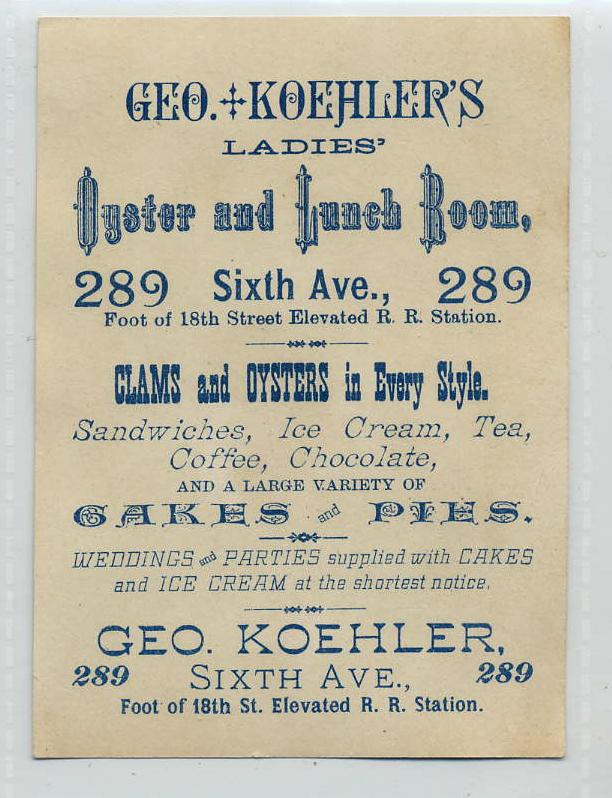 GEO. KOEHLER'S
LADIES'
Oyster and Lunch Room,
289 Sixth Ave., 289
Foot of 18th Street Elevated R. R. Station.
CLAMS and OYSTERS in Every Style.
Sandwiches, Ice Cream, Tea,
Coffee, Chocolate,
AND A LARGE VARIETY OF
CAKES and PIES.
WEDDINGS and PARTIES supplied with CAKES
and ICE CREAM at the shortest notice.
GEO. KOEHLER,
289 SIXTH AVE., 289
Foot of 18th St. Elevated R. R. Station.